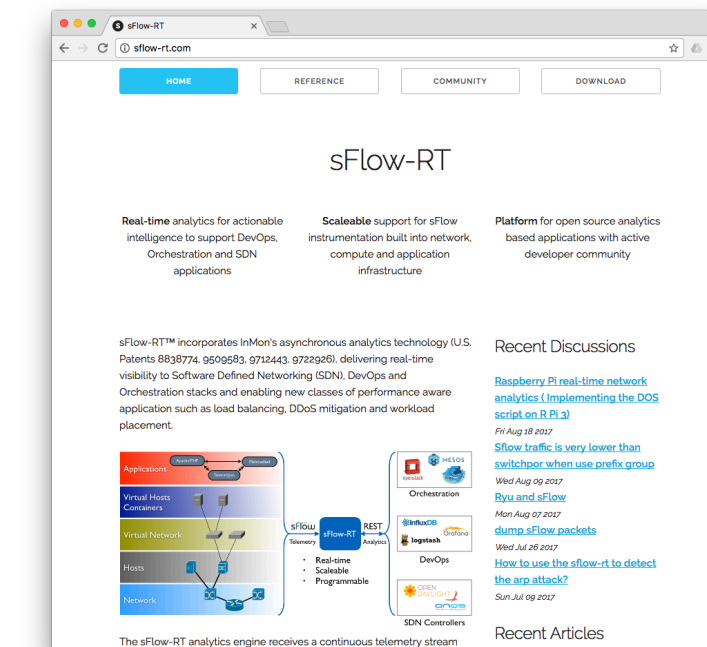 sFlow-RT
sflow-rt.com
HOME
REFERENCE
COMMUNITY
DOWNLOAD
sFlow-RT
Real-time analytics for actionable
intelligence to support DevOps,
Orchestration and SDN
applications
Scaleable support for sFlow
instrumentation built into network,
compute and application
infrastructure
Platform for open source analytics
based applications with active
developer community
sFlow-RT™ incorporates InMon's asynchronous analytics technology (U.S.
Patents 8838774, 9509583, 9712443, 9722926), delivering real-time
visibility to Software Defined Networking (SDN), DevOps and
Orchestration stacks and enabling new classes of performance aware
application such as load balancing, DDoS mitigation and workload
placement.
Applications
Apache/PHP
Memcached
Virtual Hosts
Containers
Virtual Network
Hosts
Network
sFlow
Telemetry
sFlow-RT
REST
Analytics
• Real-time
• Scaleable
• Programmable
openstack
MESOS
Orchestration
InfluxDB
Grafana
logstash
DevOps
OPEN
DAYLIGHT
onos
SDN Controllers
The sFlow-RT analytics engine receives a continuous telemetry stream
Recent Discussions
Raspberry Pi real-time network
analytics ( Implementing the DOS
script on R Pi 3)
Fri Aug 18 2017
Sflow traffic is very lower than
switchpor when use prefix group
Wed Aug 09 2017
Ryu and sFlow
Mon Aug 07 2017
dump sFlow packets
Wed Jul 26 2017
How to use the sflow-rt to detect
the arp attack?
Sun Jul 09 2017
Recent Articles